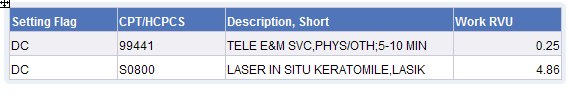 Setting Flag CPT/HCPCS Description, Short Work RVU
DC 99441 TELE E&M SVC,PHYS/OTH;5-10 MIN 0.25
DC S0800 LASER IN SITU KERATOMILE,LASIK 4.86